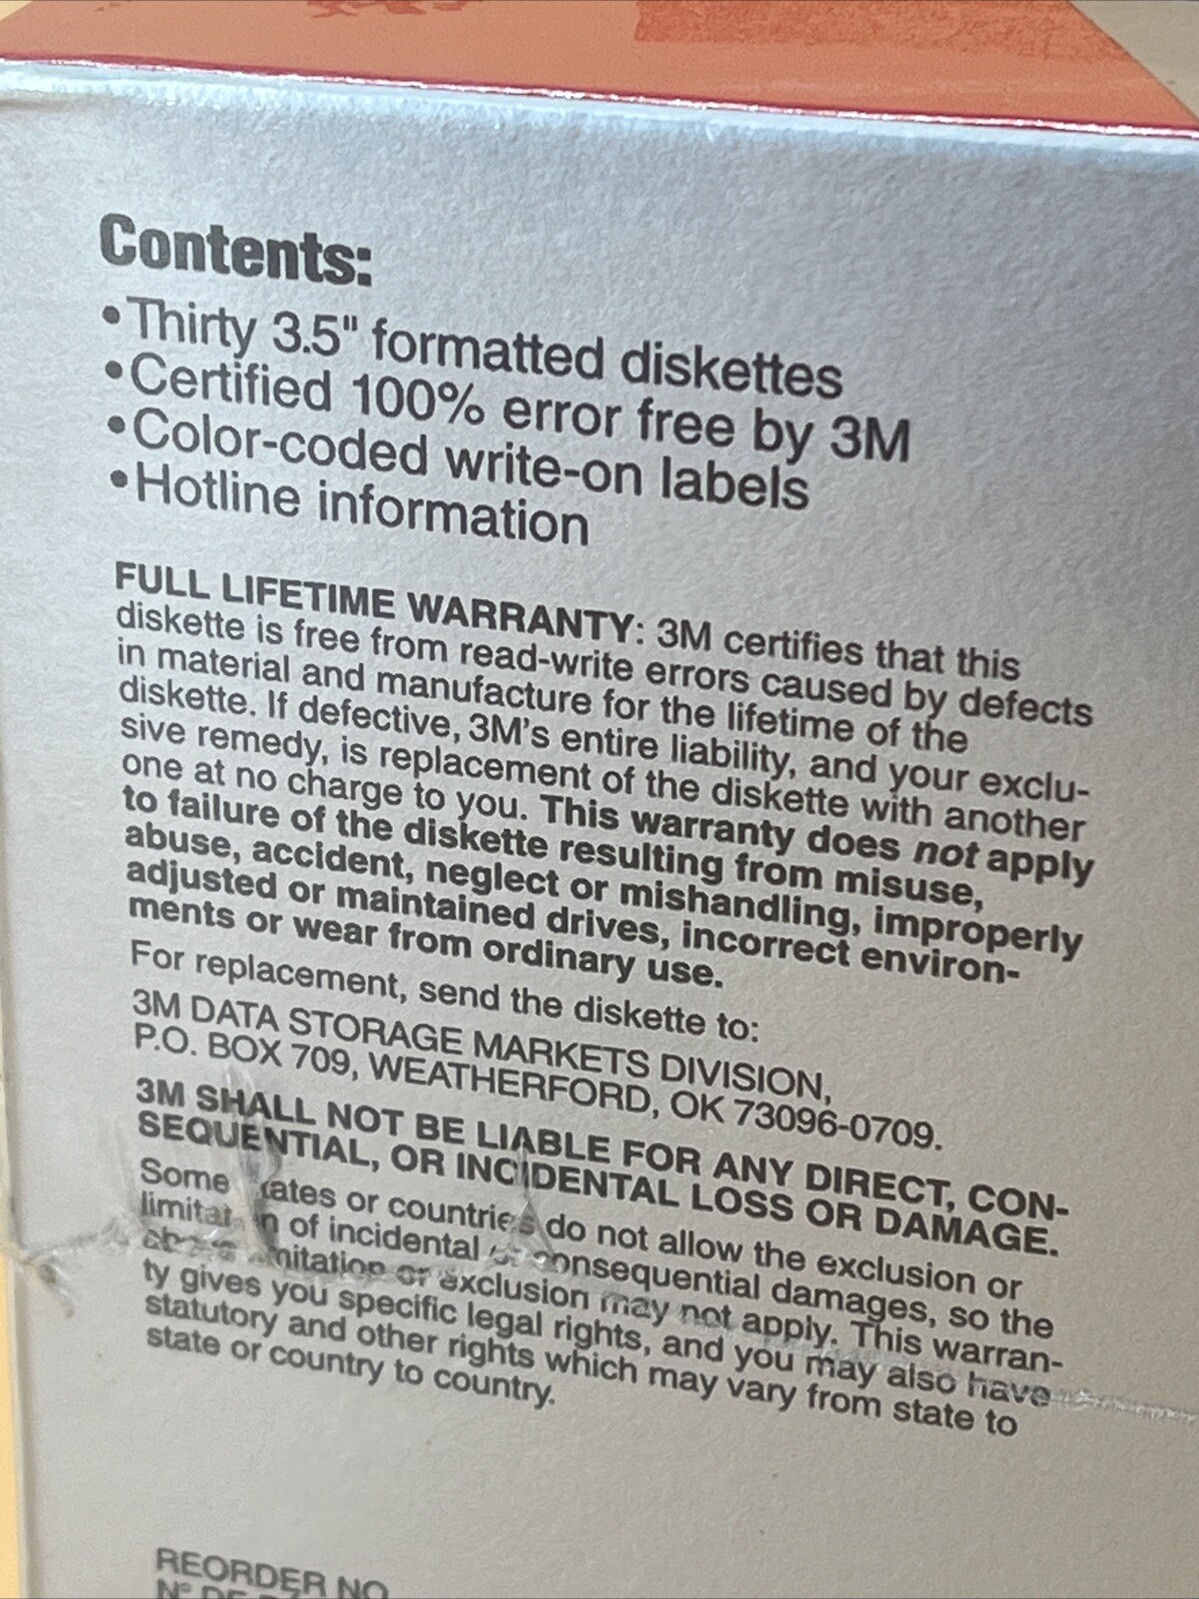 Contents:
•Thirty 3.5" formatted diskettes
•Certified 100% error free by 3M
•Color-coded write-on labels
•Hotline information
FULL LIFETIME WARRANTY: 3M certifies that this
diskette is free from read-write errors caused by defects
in material and manufacture for the lifetime of the
diskette. If defective, 3M's entire liability, and your exclu-
sive remedy, is replacement of the diskette with another
one at no charge to you. This warranty does not apply
to failure of the diskette resulting from misuse,
abuse, accident, neglect or mishandling, improperly
adjusted or maintained drives, incorrect environ-
ments or wear from ordinary use.
For replacement, send the diskette to:
3M DATA STORAGE MARKETS DIVISION,
P.O. BOX 709, WEATHERFORD, OK 73096-0709.
3M SHALL NOT BE LIABLE FOR ANY DIRECT, CON-
SEQUENTIAL, OR INCIDENTAL LOSS OR DAMAGE.
Some states or countries do not allow the exclusion or
limitation of incidental or consequential damages, so the
above limitation or exclusion may not apply. This warran-
ty gives you specific legal rights, and you may also have
statutory and other rights which may vary from state to
state or country to country.
REORDER NO
Nº DE